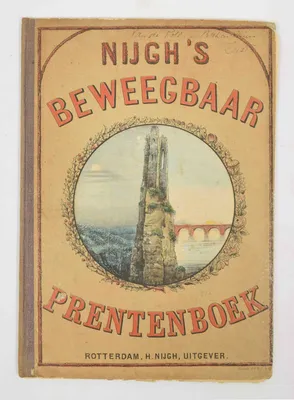 NIJGH'S
BEWEEGBAAR
PRENTENBOEK
ROTTERDAM, H. NIJGH, UITGEVER.